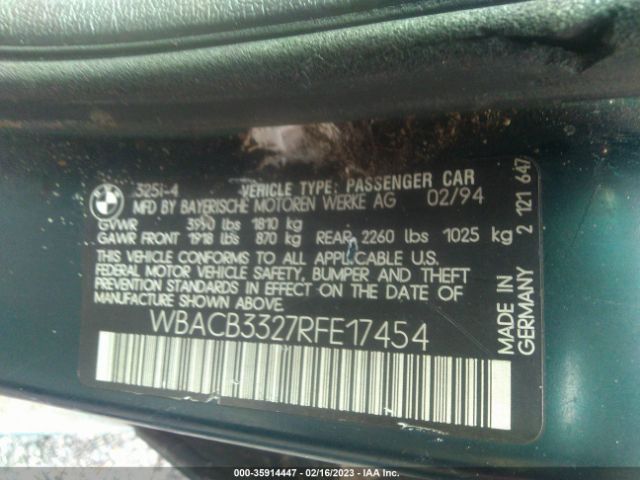 BMW
325i-4 VEHICLE TYPE: PASSENGER CAR
MFD BY BAYERISCHE MOTOREN WERKE AG 02/94
GVWR 3990 lbs 1810 kg
GAWR FRONT 1918 lbs 870 kg REAR 2260 lbs 1025 kg
THIS VEHICLE CONFORMS TO ALL APPLICABLE U.S.
FEDERAL MOTOR VEHICLE SAFETY, BUMPER AND THEFT
PREVENTION STANDARDS IN EFFECT ON THE DATE OF
MANUFACTURE SHOWN ABOVE.
WBACB3327RFE17454
MADE IN
GERMANY 2 121 647
000-35914447 - 02/16/2023 - IAA Inc.